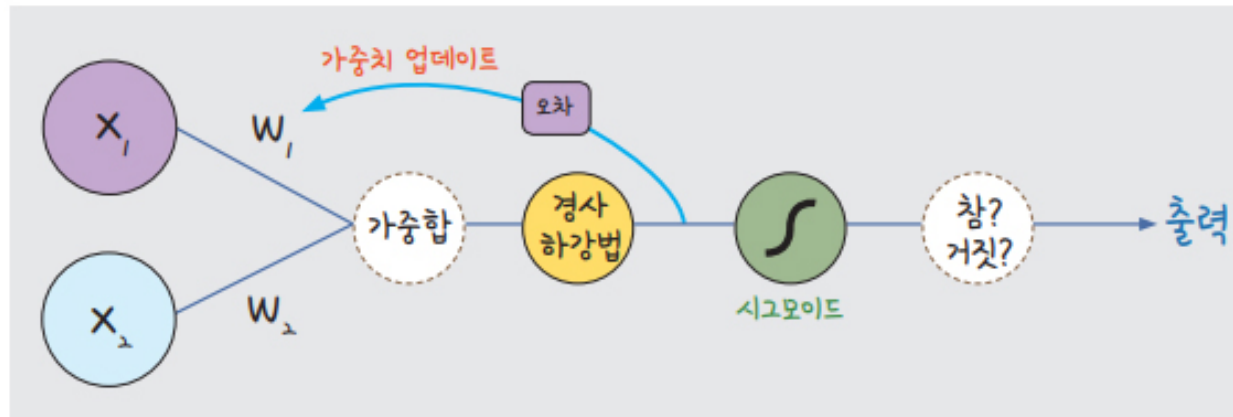 가중치 업데이트
오차
X₁
W₁
가중합
경사
하강법
참?
거짓?
출력
X₂
W₂
시그모이드